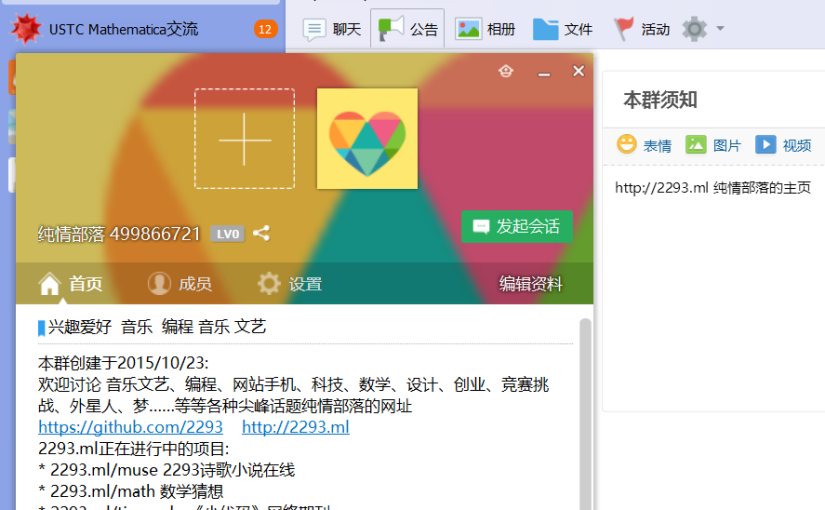 USTC Mathematica交流
12
聊天
公告
相册
文件
活动
纯情部落 499866721 LV0
发起会话
首页
成员
设置
编辑资料
兴趣爱好 音乐 编程 音乐 文艺
本群创建于2015/10/23:
欢迎讨论 音乐文艺、编程、网站手机、科技、数学、设计、创业、竞赛挑
战、外星人、梦......等等各种尖峰话题纯情部落的网址
https://github.com/2293 http://2293.ml
2293.ml正在进行中的项目:
* 2293.ml/muse 2293诗歌小说在线
* 2293.ml/math 数学猜想
本群须知
表情
图片
视频
http://2293.ml 纯情部落的主页